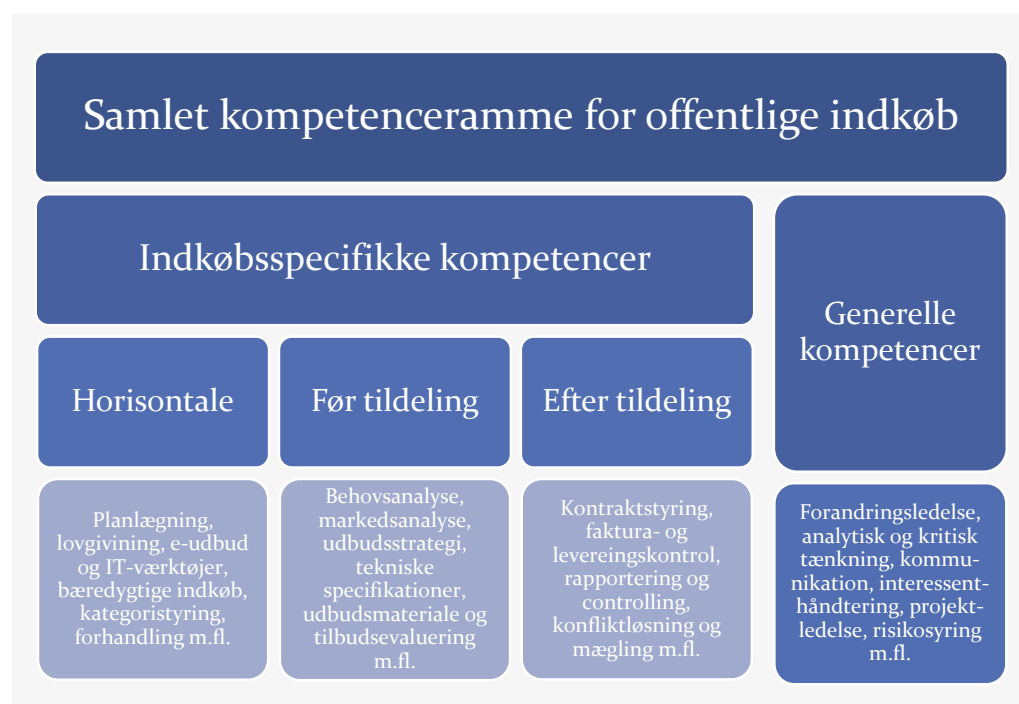 Samlet kompetenceramme for offentlige indkøb
Indkøbsspecifikke kompetencer
Generelle
kompetencer
Horisontale
Før tildeling
Efter tildeling
Planlægning,
lovgivining, e-udbud
og IT-værktøjer,
bæredygtige indkøb,
kategoristyring,
forhandling m.fl.
Behovsanalyse,
markedsanalyse,
udbudsstrategi,
tekniske
specifikationer,
udbudsmateriale og
tilbudsevaluering
m.fl.
Kontraktstyring,
faktura- og
levereingskontrol,
rapportering og
controlling,
konfliktløsning og
mægling m.fl.
Forandringsledelse,
analytisk og kritisk
tænkning, kommu-
nikation, interessent-
håndtering, projekt-
ledelse, risikosyring
m.fl.